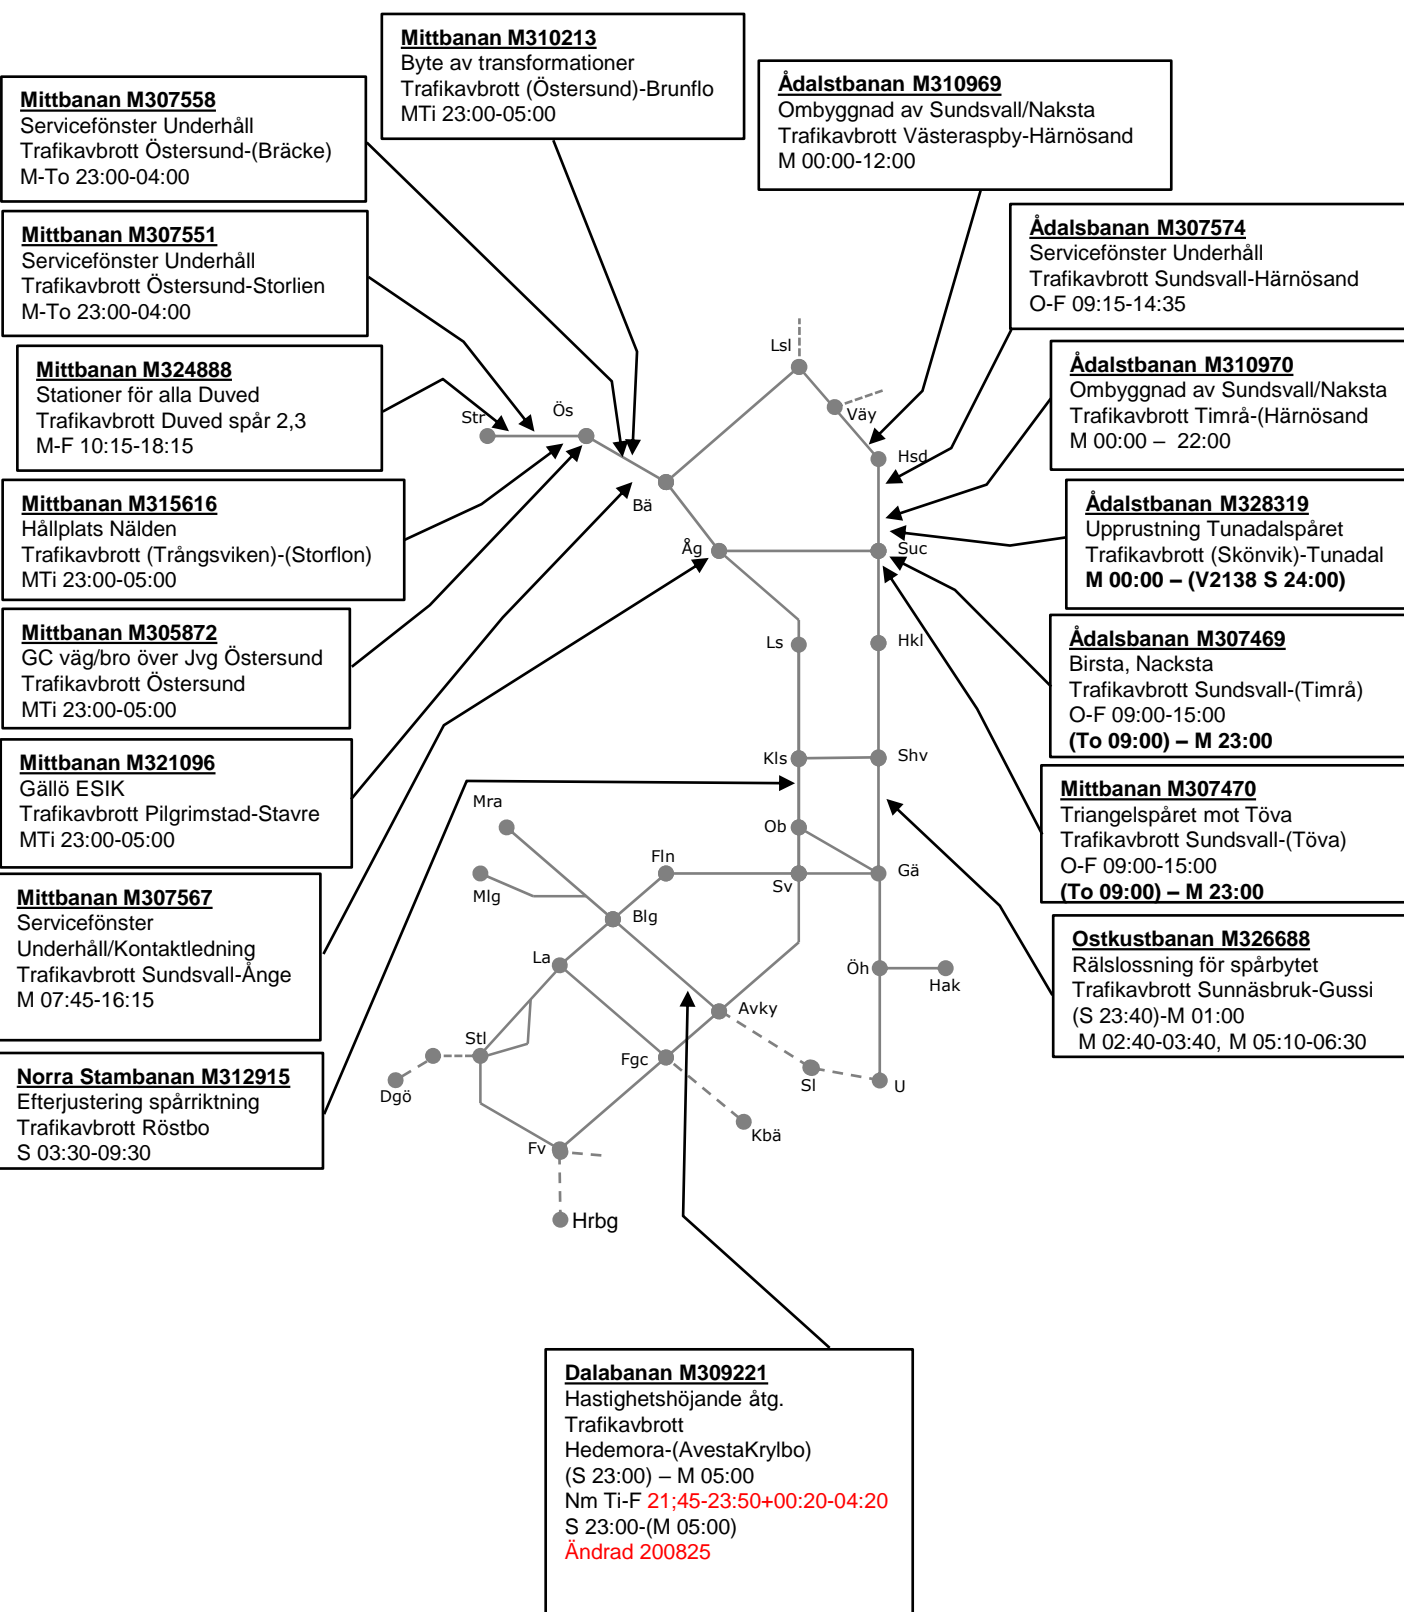 Mittbanan M310213
Byte av transformationer
Trafikavbrott (Östersund)-Brunflo
MTi 23:00-05:00
Ådalstbanan M310969
Ombyggnad av Sundsvall/Naksta
Trafikavbrott Västeraspby-Härnösand
M 00:00-12:00
Mittbanan M307558
Servicefönster Underhåll
Trafikavbrott Östersund-(Bräcke)
M-To 23:00-04:00
Mittbanan M307551
Servicefönster Underhåll
Trafikavbrott Östersund-Storlien
M-To 23:00-04:00
Mittbanan M324888
Stationer för alla Duved
Trafikavbrott Duved spår 2,3
M-F 10:15-18:15
Mittbanan M315616
Hållplats Nälden
Trafikavbrott (Trångsviken)-(Storflon)
MTi 23:00-05:00
Mittbanan M305872
GC väg/bro över Jvg Östersund
Trafikavbrott Östersund
MTi 23:00-05:00
Mittbanan M321096
Gällö ESIK
Trafikavbrott Pilgrimstad-Stavre
MTi 23:00-05:00
Mittbanan M307567
Servicefönster
Underhåll/Kontaktledning
Trafikavbrott Sundsvall-Ånge
M 07:45-16:15
Norra Stambanan M312915
Efterjustering spårriktning
Trafikavbrott Röstbo
S 03:30-09:30
Ådalsbanan M307574
Servicefönster Underhåll
Trafikavbrott Sundsvall-Härnösand
O-F 09:15-14:35
Ådalstbanan M310970
Ombyggnad av Sundsvall/Naksta
Trafikavbrott Timrå-(Härnösand
M 00:00 – 22:00
Ådalstbanan M328319
Upprustning Tunadalspåret
Trafikavbrott (Skönvik)-Tunadal
M 00:00 – (V2138 S 24:00)
Ådalsbanan M307469
Birsta, Nacksta
Trafikavbrott Sundsvall-(Timrå)
O-F 09:00-15:00
(To 09:00) – M 23:00
Mittbanan M307470
Triangelspåret mot Töva
Trafikavbrott Sundsvall-(Töva)
O-F 09:00-15:00
(To 09:00) – M 23:00
Ostkustbanan M326688
Rälslossning för spårbytet
Trafikavbrott Sunnäsbruk-Gussi
(S 23:40)-M 01:00
M 02:40-03:40, M 05:10-06:30
Lsl
Väy
Str
Ös
Hsd
Bä
Åg
Suc
Ls
Hkl
Kls
Shv
Mra
Ob
Fln
Sv
Gä
Mlg
Blg
La
Öh
Hak
Avky
Stl
Fgc
Sl
U
Dgö
Kbä
Fv
Hrbg
Dalabanan M309221
Hastighetshöjande åtg.
Trafikavbrott
Hedemora-(AvestaKrylbo)
(S 23:00) – M 05:00
Nm Ti-F 21;45-23:50+00:20-04:20
S 23:00-(M 05:00)
Ändrad 200825